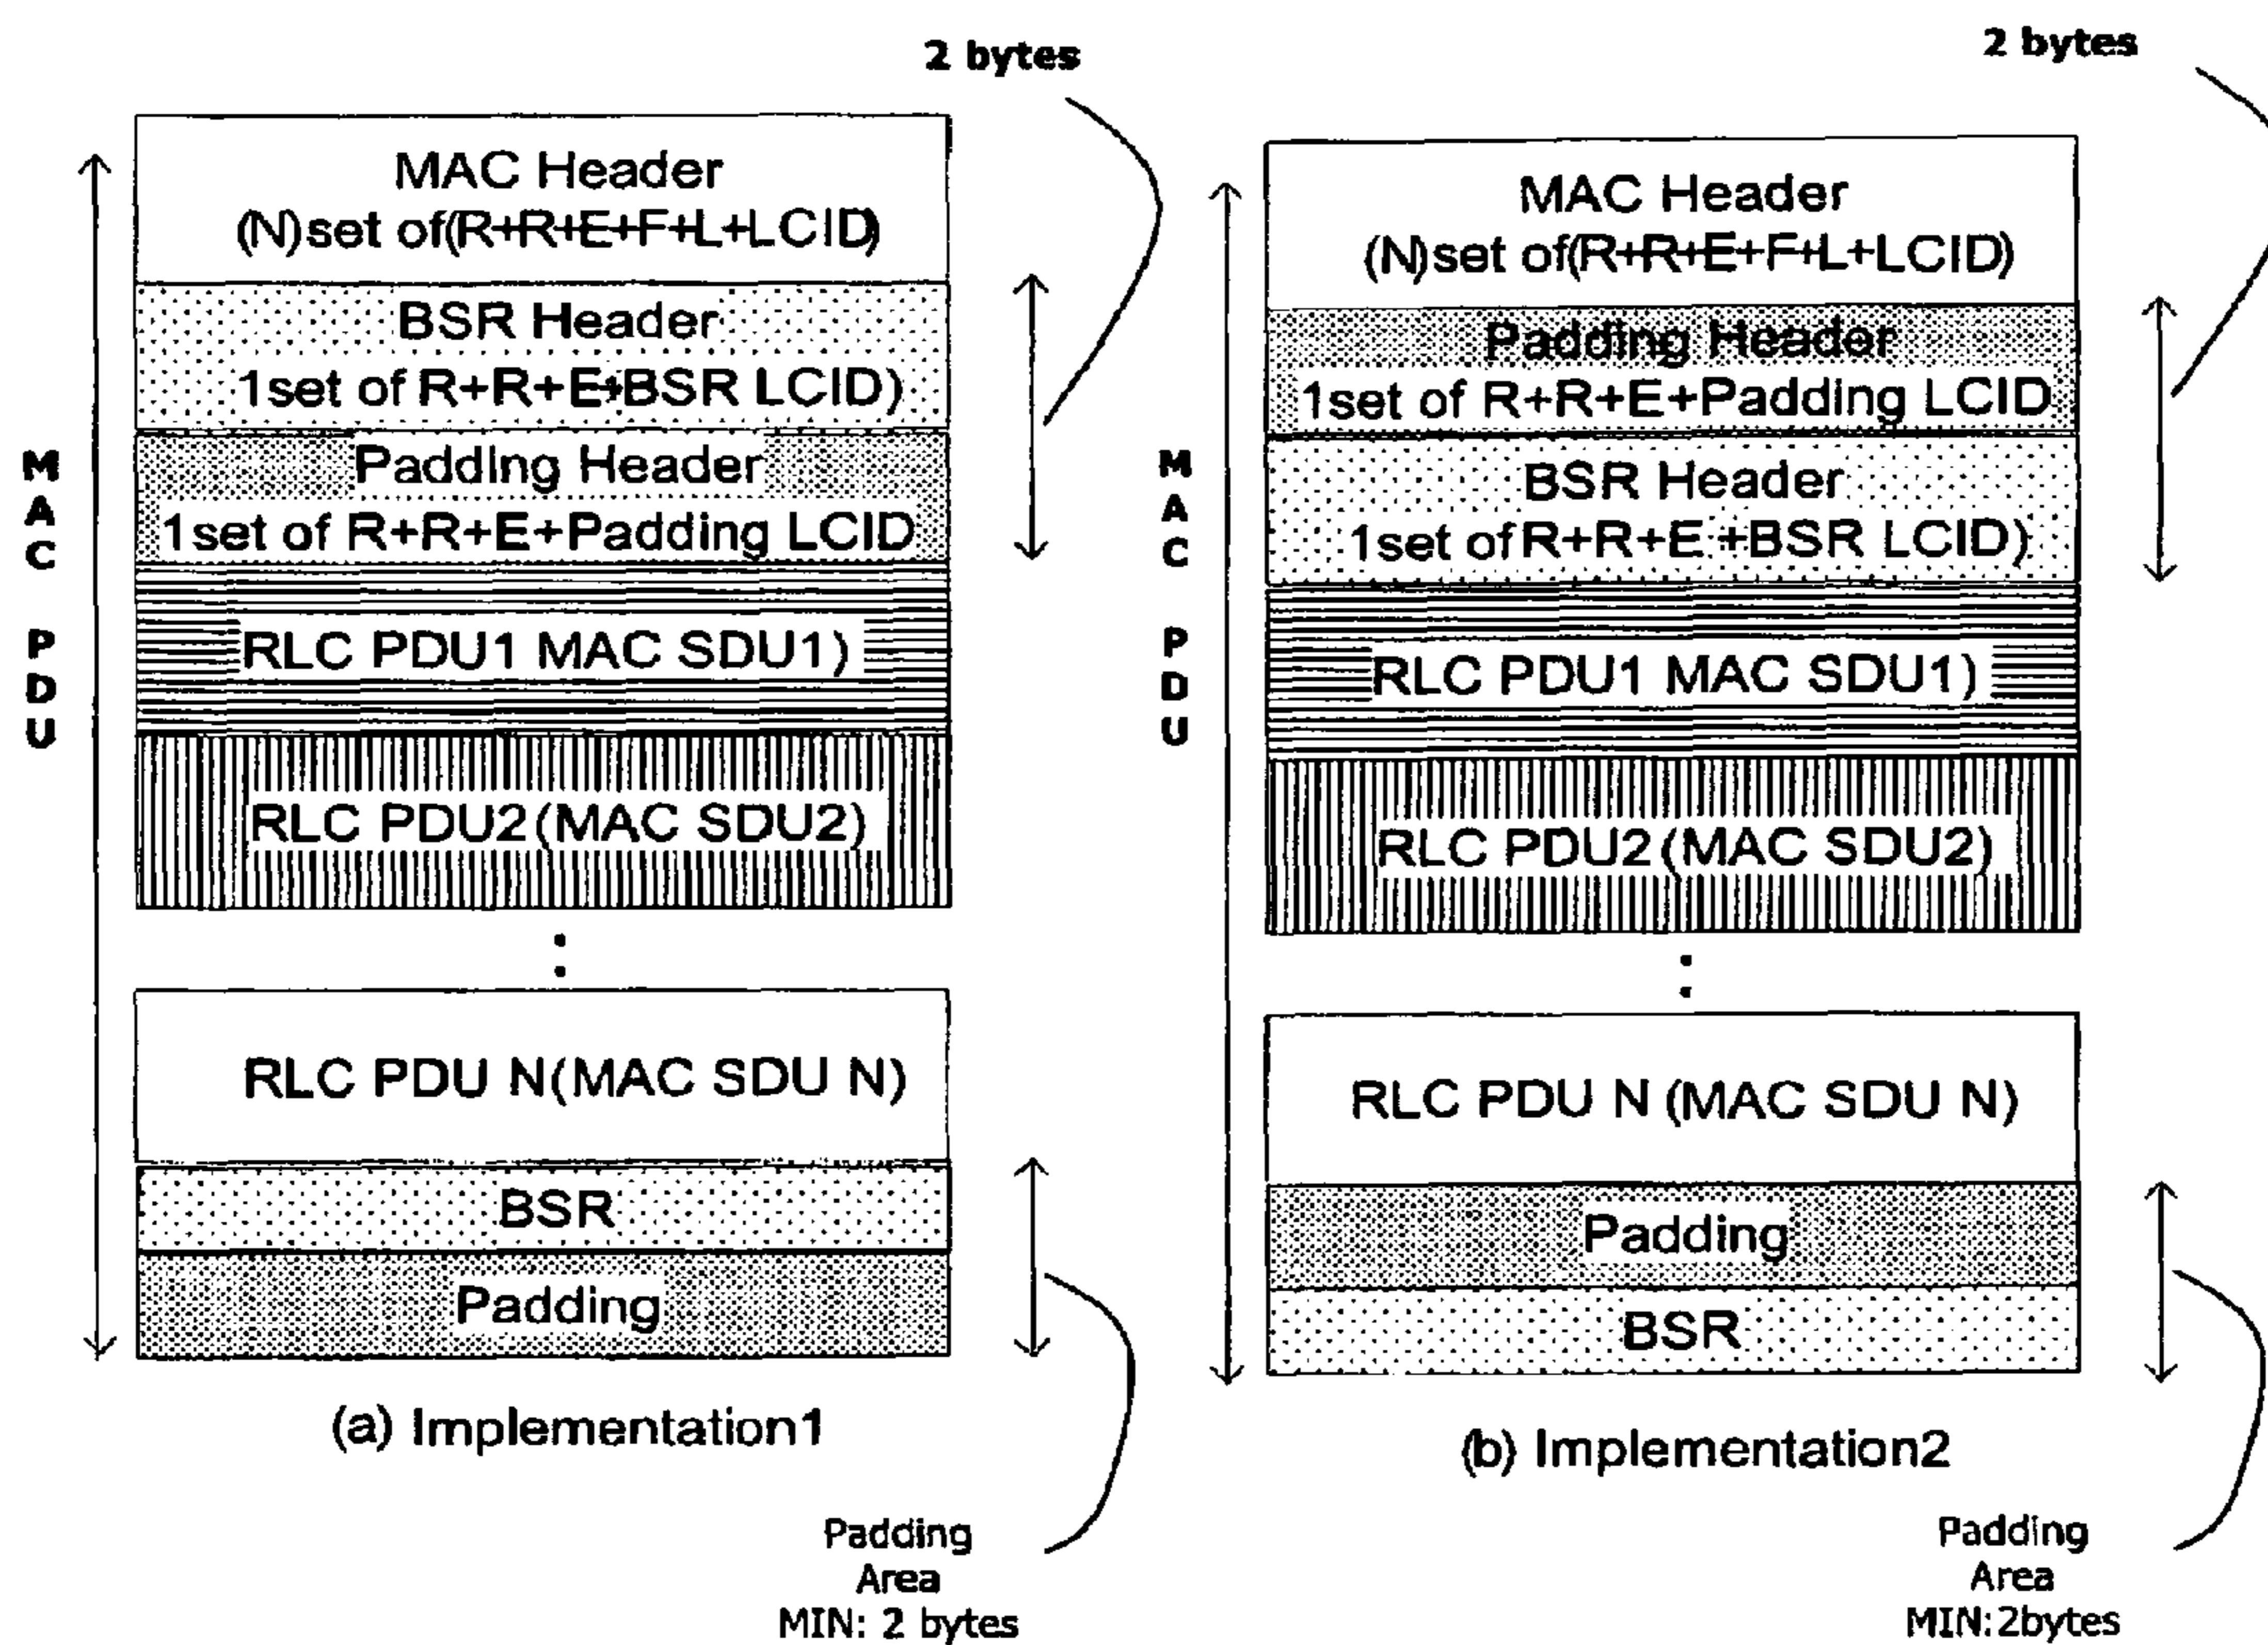 2 bytes
MAC Header
(N)set of(R+R+E+F+L+LCID)
BSR Header
1set of R+R+E+BSR LCID)
Padding Header
1set of R+R+E+Padding LCID
RLC PDU1 MAC SDU1)
RLC PDU2(MAC SDU2)
:
RLC PDU N(MAC SDU N)
BSR
Padding
MAC PDU
(a) Implementation1
Padding
Area
MIN: 2 bytes
2 bytes
MAC Header
(N)set of(R+R+E+F+L+LCID)
Padding Header
1set of R+R+E+Padding LCID
BSR Header
1set of R+R+E+BSR LCID)
RLC PDU1 MAC SDU1)
RLC PDU2(MAC SDU2)
:
RLC PDU N (MAC SDU N)
Padding
BSR
MAC PDU
(b) Implementation2
Padding
Area
MIN:2bytes